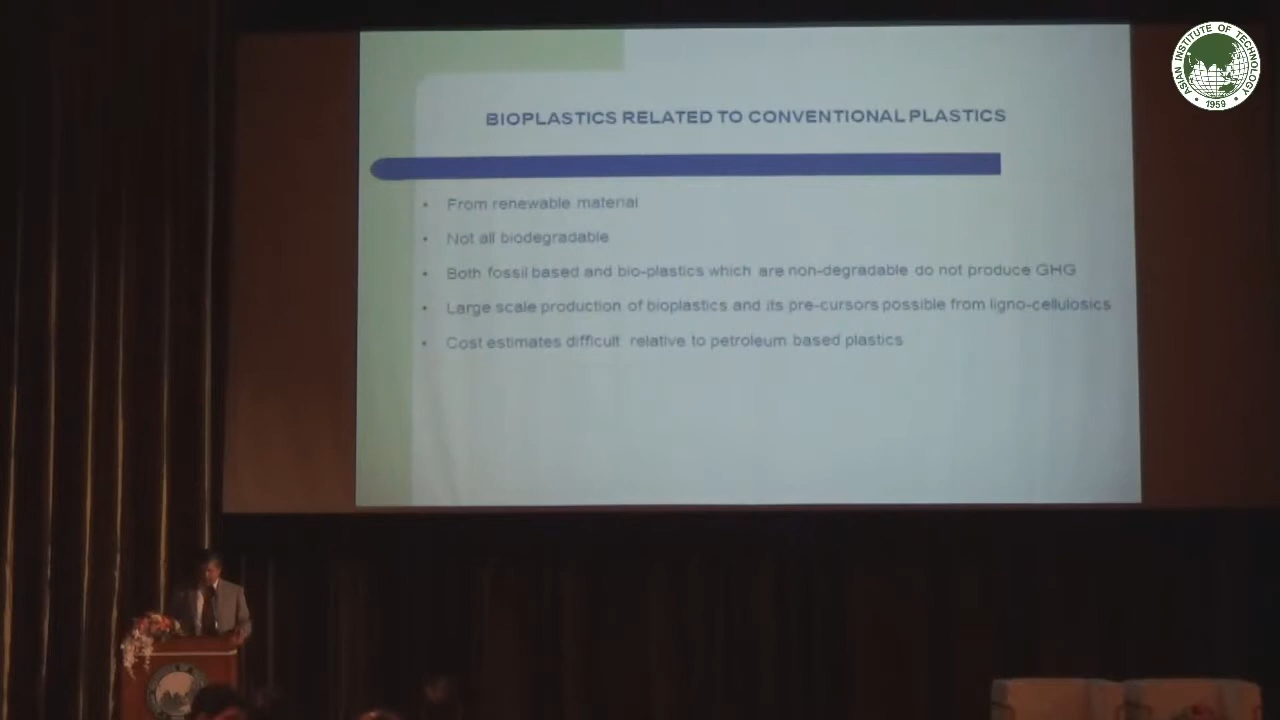 BIOPLASTICS RELATED TO CONVENTIONAL PLASTICS
• From renewable material
• Not all biodegradable
• Both fossil based and bio-plastics which are non-degradable do not produce GHG
• Large scale production of bioplastics and its pre-cursors possible from ligno-cellulosics
• Cost estimates difficult relative to petroleum based plastics
ASIAN INSTITUTE OF TECHNOLOGY
• 1959 •